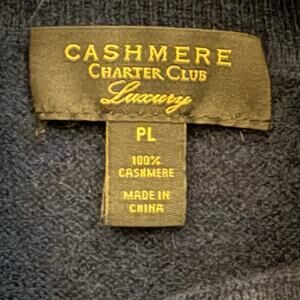 CASHMERE
CHARTER CLUB
Luxury
PL
100%
CASHMERE
MADE IN
CHINA